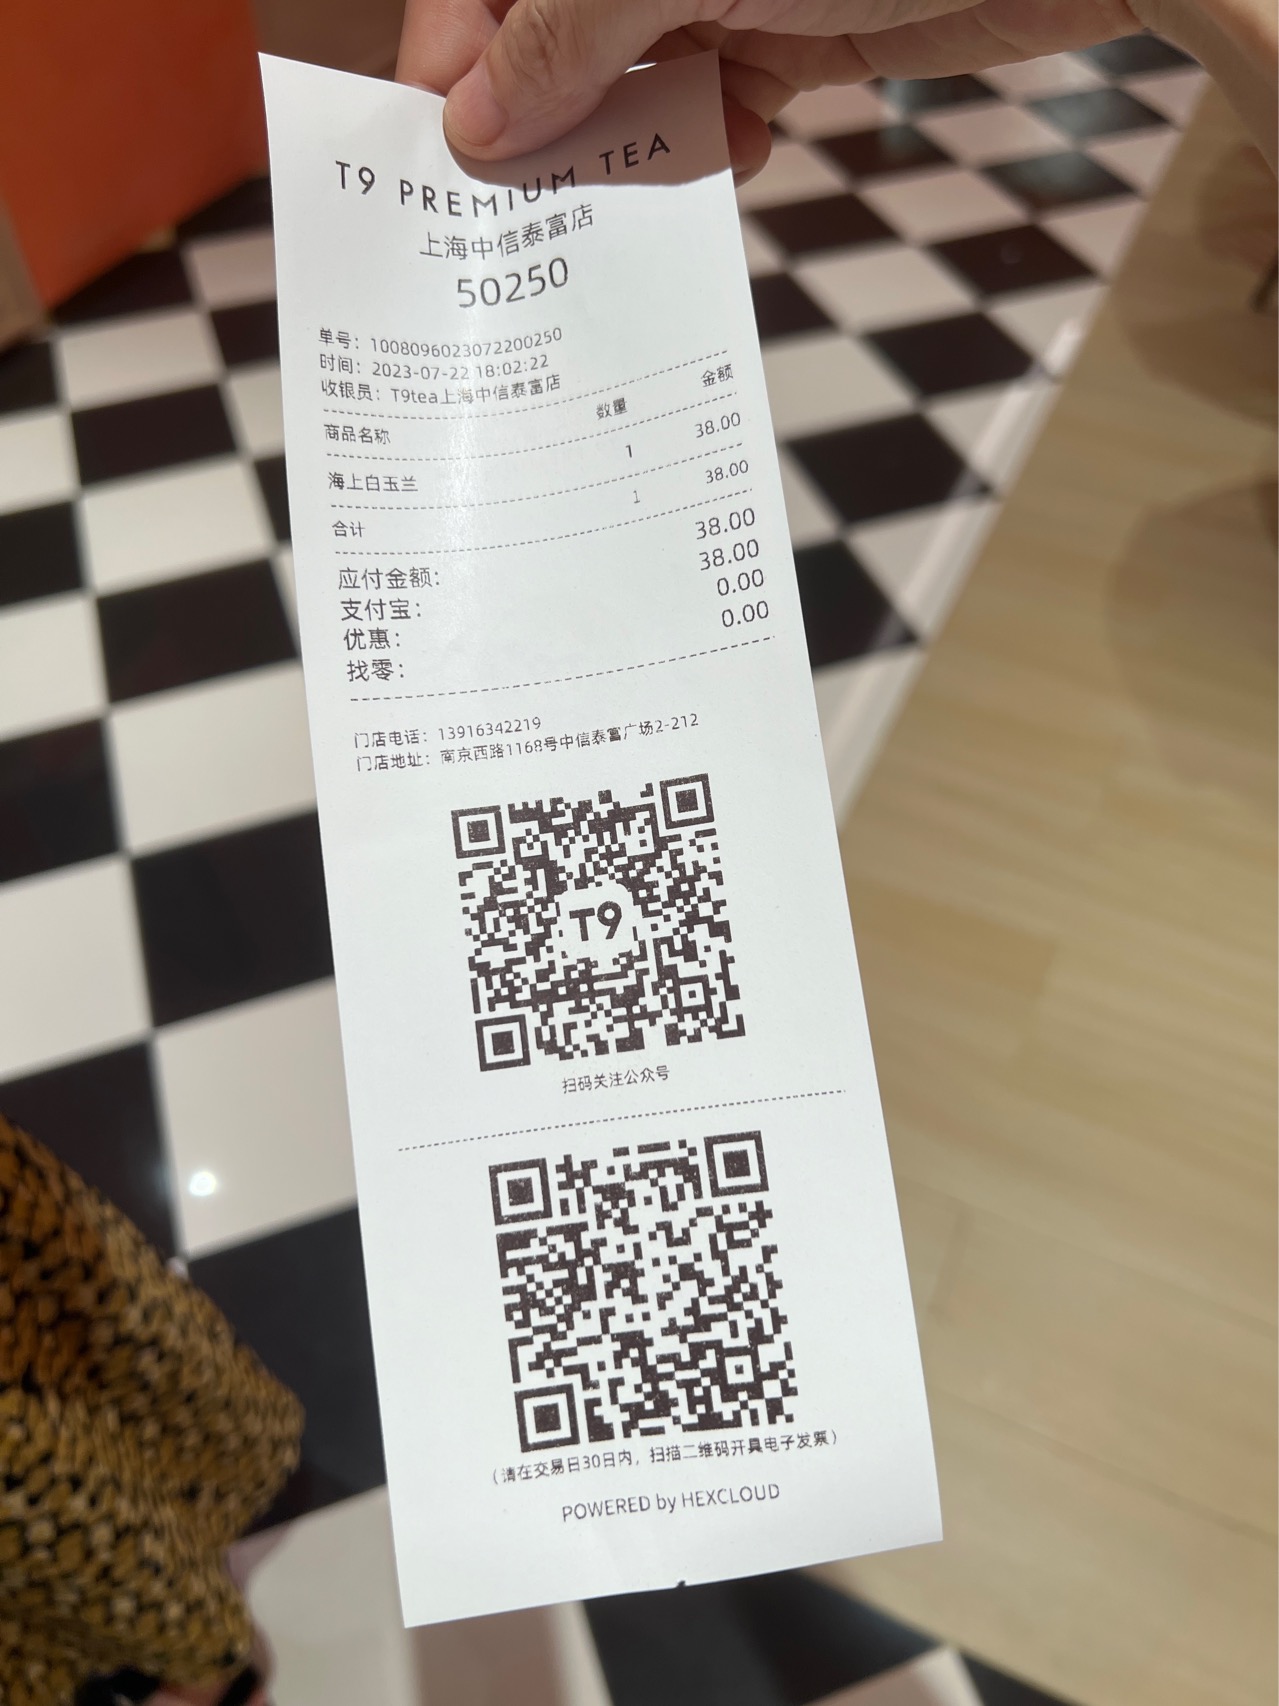 T9 PREMIUM TEA
上海中信泰富店
50250
单号：1008096023072200250
时间：2023-07-22 18:02:22
收银员：T9tea上海中信泰富店
商品名称 数量 金额
海上白玉兰 1 38.00
合计 1 38.00
应付金额： 38.00
支付宝： 38.00
优惠： 0.00
找零： 0.00
门店电话：13916342219
门店地址：南京西路1168号中信泰富广场2-212
T9
扫码关注公众号
（请在交易日30日内，扫描二维码开具电子发票）
POWERED by HEXCLOUD